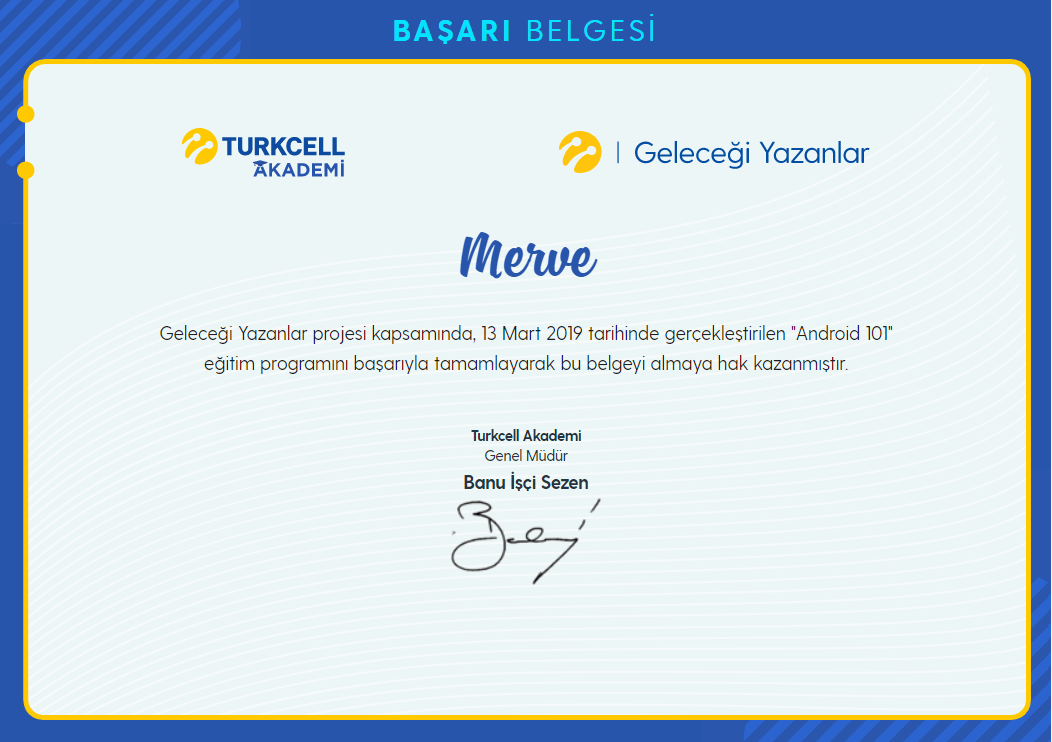 BAŞARI BELGESİ
TURKCELL
AKADEMİ
| Geleceği Yazanlar
Merve
Geleceği Yazanlar projesi kapsamında, 13 Mart 2019 tarihinde gerçekleştirilen "Android 101"
eğitim programını başarıyla tamamlayarak bu belgeyi almaya hak kazanmıştır.
Turkcell Akademi
Genel Müdür
Banu İşçi Sezen